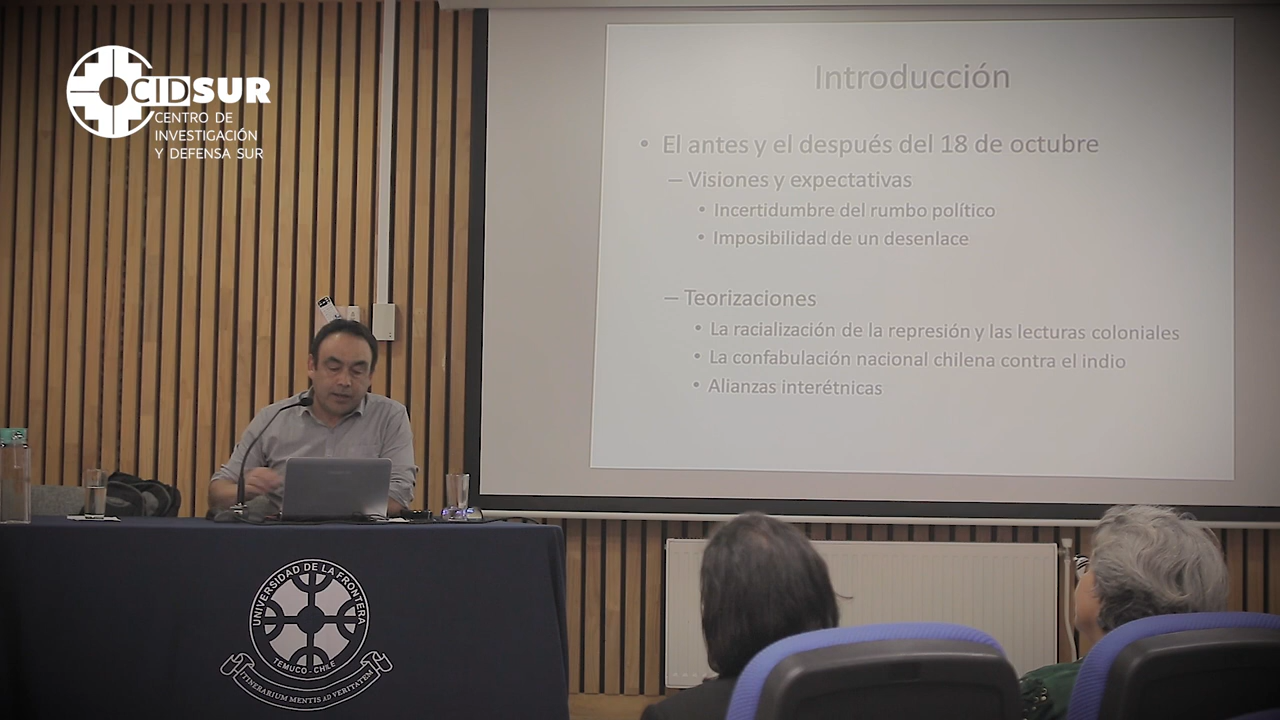 CIDSUR
CENTRO DE
INVESTIGACIÓN
Y DEFENSA SUR
Introducción
• El antes y el después del 18 de octubre
– Visiones y expectativas
• Incertidumbre del rumbo político
• Imposibilidad de un desenlace
– Teorizaciones
• La racialización de la represión y las lecturas coloniales
• La confabulación nacional chilena contra el indio
• Alianzas interétnicas
UNIVERSIDAD DE LA FRONTERA
TEMUCO - CHILE
ITINERARIUM MENTIS AD VERITATEM